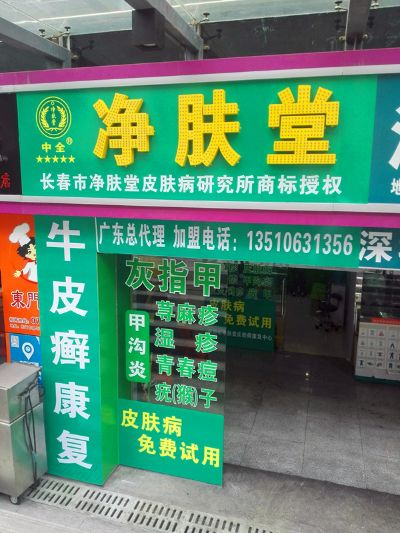 净肤堂
中全®
净肤堂
长春市净肤堂皮肤病研究所商标授权
广东总代理 加盟电话：13510631356
深
牛皮癣康复
灰指甲
甲沟炎
荨麻疹
湿疹
青春痘
疣(猴)子
皮肤病
免费试用
皮肤病
免费试用
東門